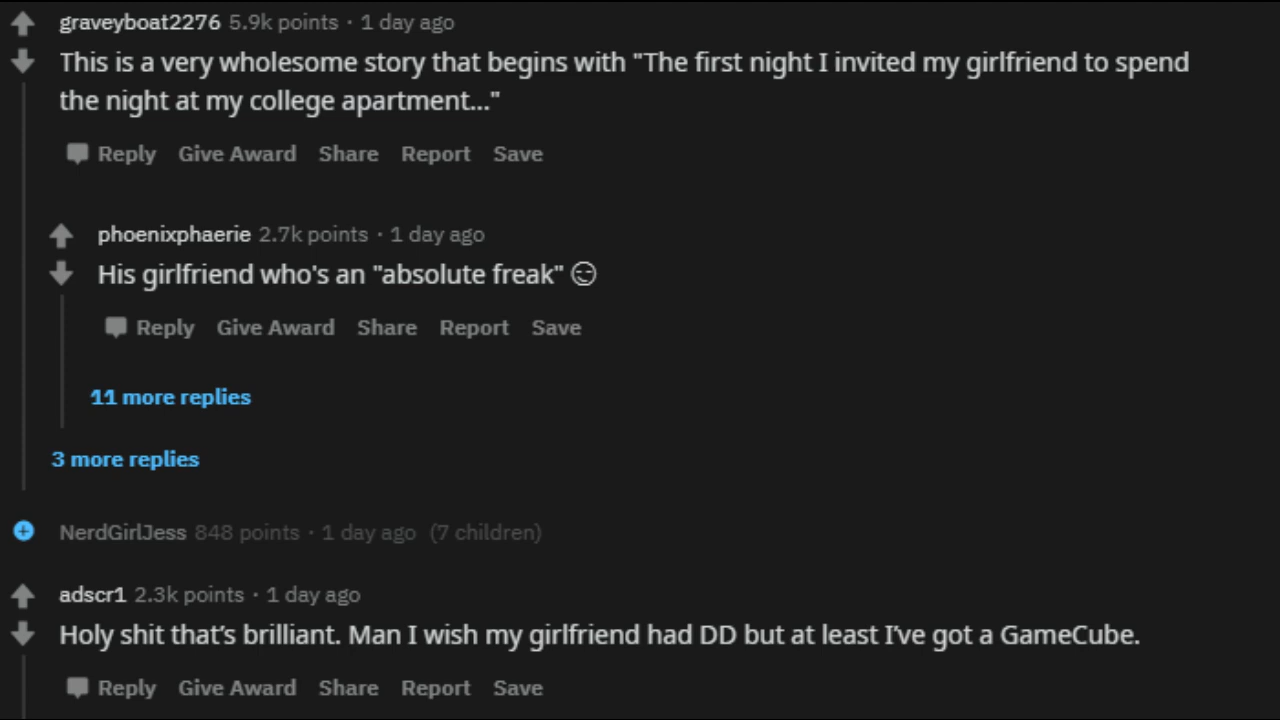 graveyboat2276 5.9k points · 1 day ago
This is a very wholesome story that begins with "The first night I invited my girlfriend to spend
the night at my college apartment..."
Reply Give Award Share Report Save
phoenixphaerie 2.7k points · 1 day ago
His girlfriend who's an "absolute freak" 😏
Reply Give Award Share Report Save
11 more replies
3 more replies
NerdGirlJess 848 points · 1 day ago (7 children)
adscr1 2.3k points · 1 day ago
Holy shit that’s brilliant. Man I wish my girlfriend had DD but at least I’ve got a GameCube.
Reply Give Award Share Report Save